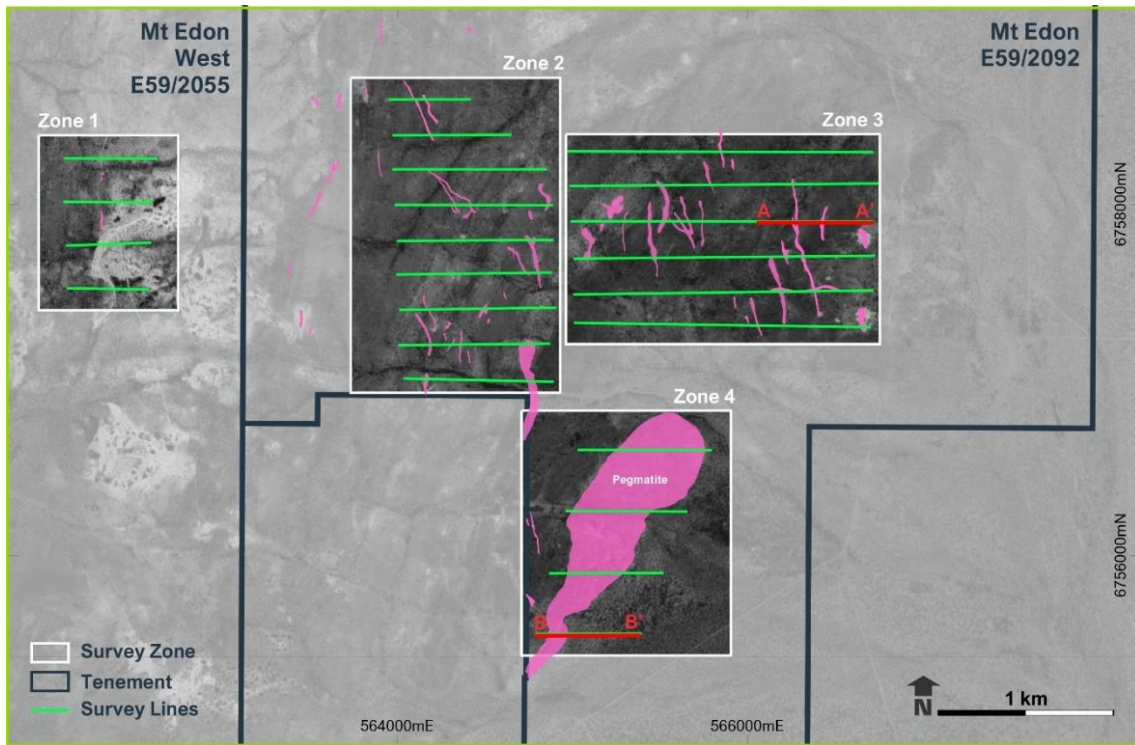 Mt Edon
West
E59/2055
Mt Edon
E59/2092
Zone 1
Zone 2
Zone 3
Zone 4
A
A'
Pegmatite
B
B'
6758000mN
6756000mN
Survey Zone
Tenement
Survey Lines
564000mE
566000mE
N
1 km